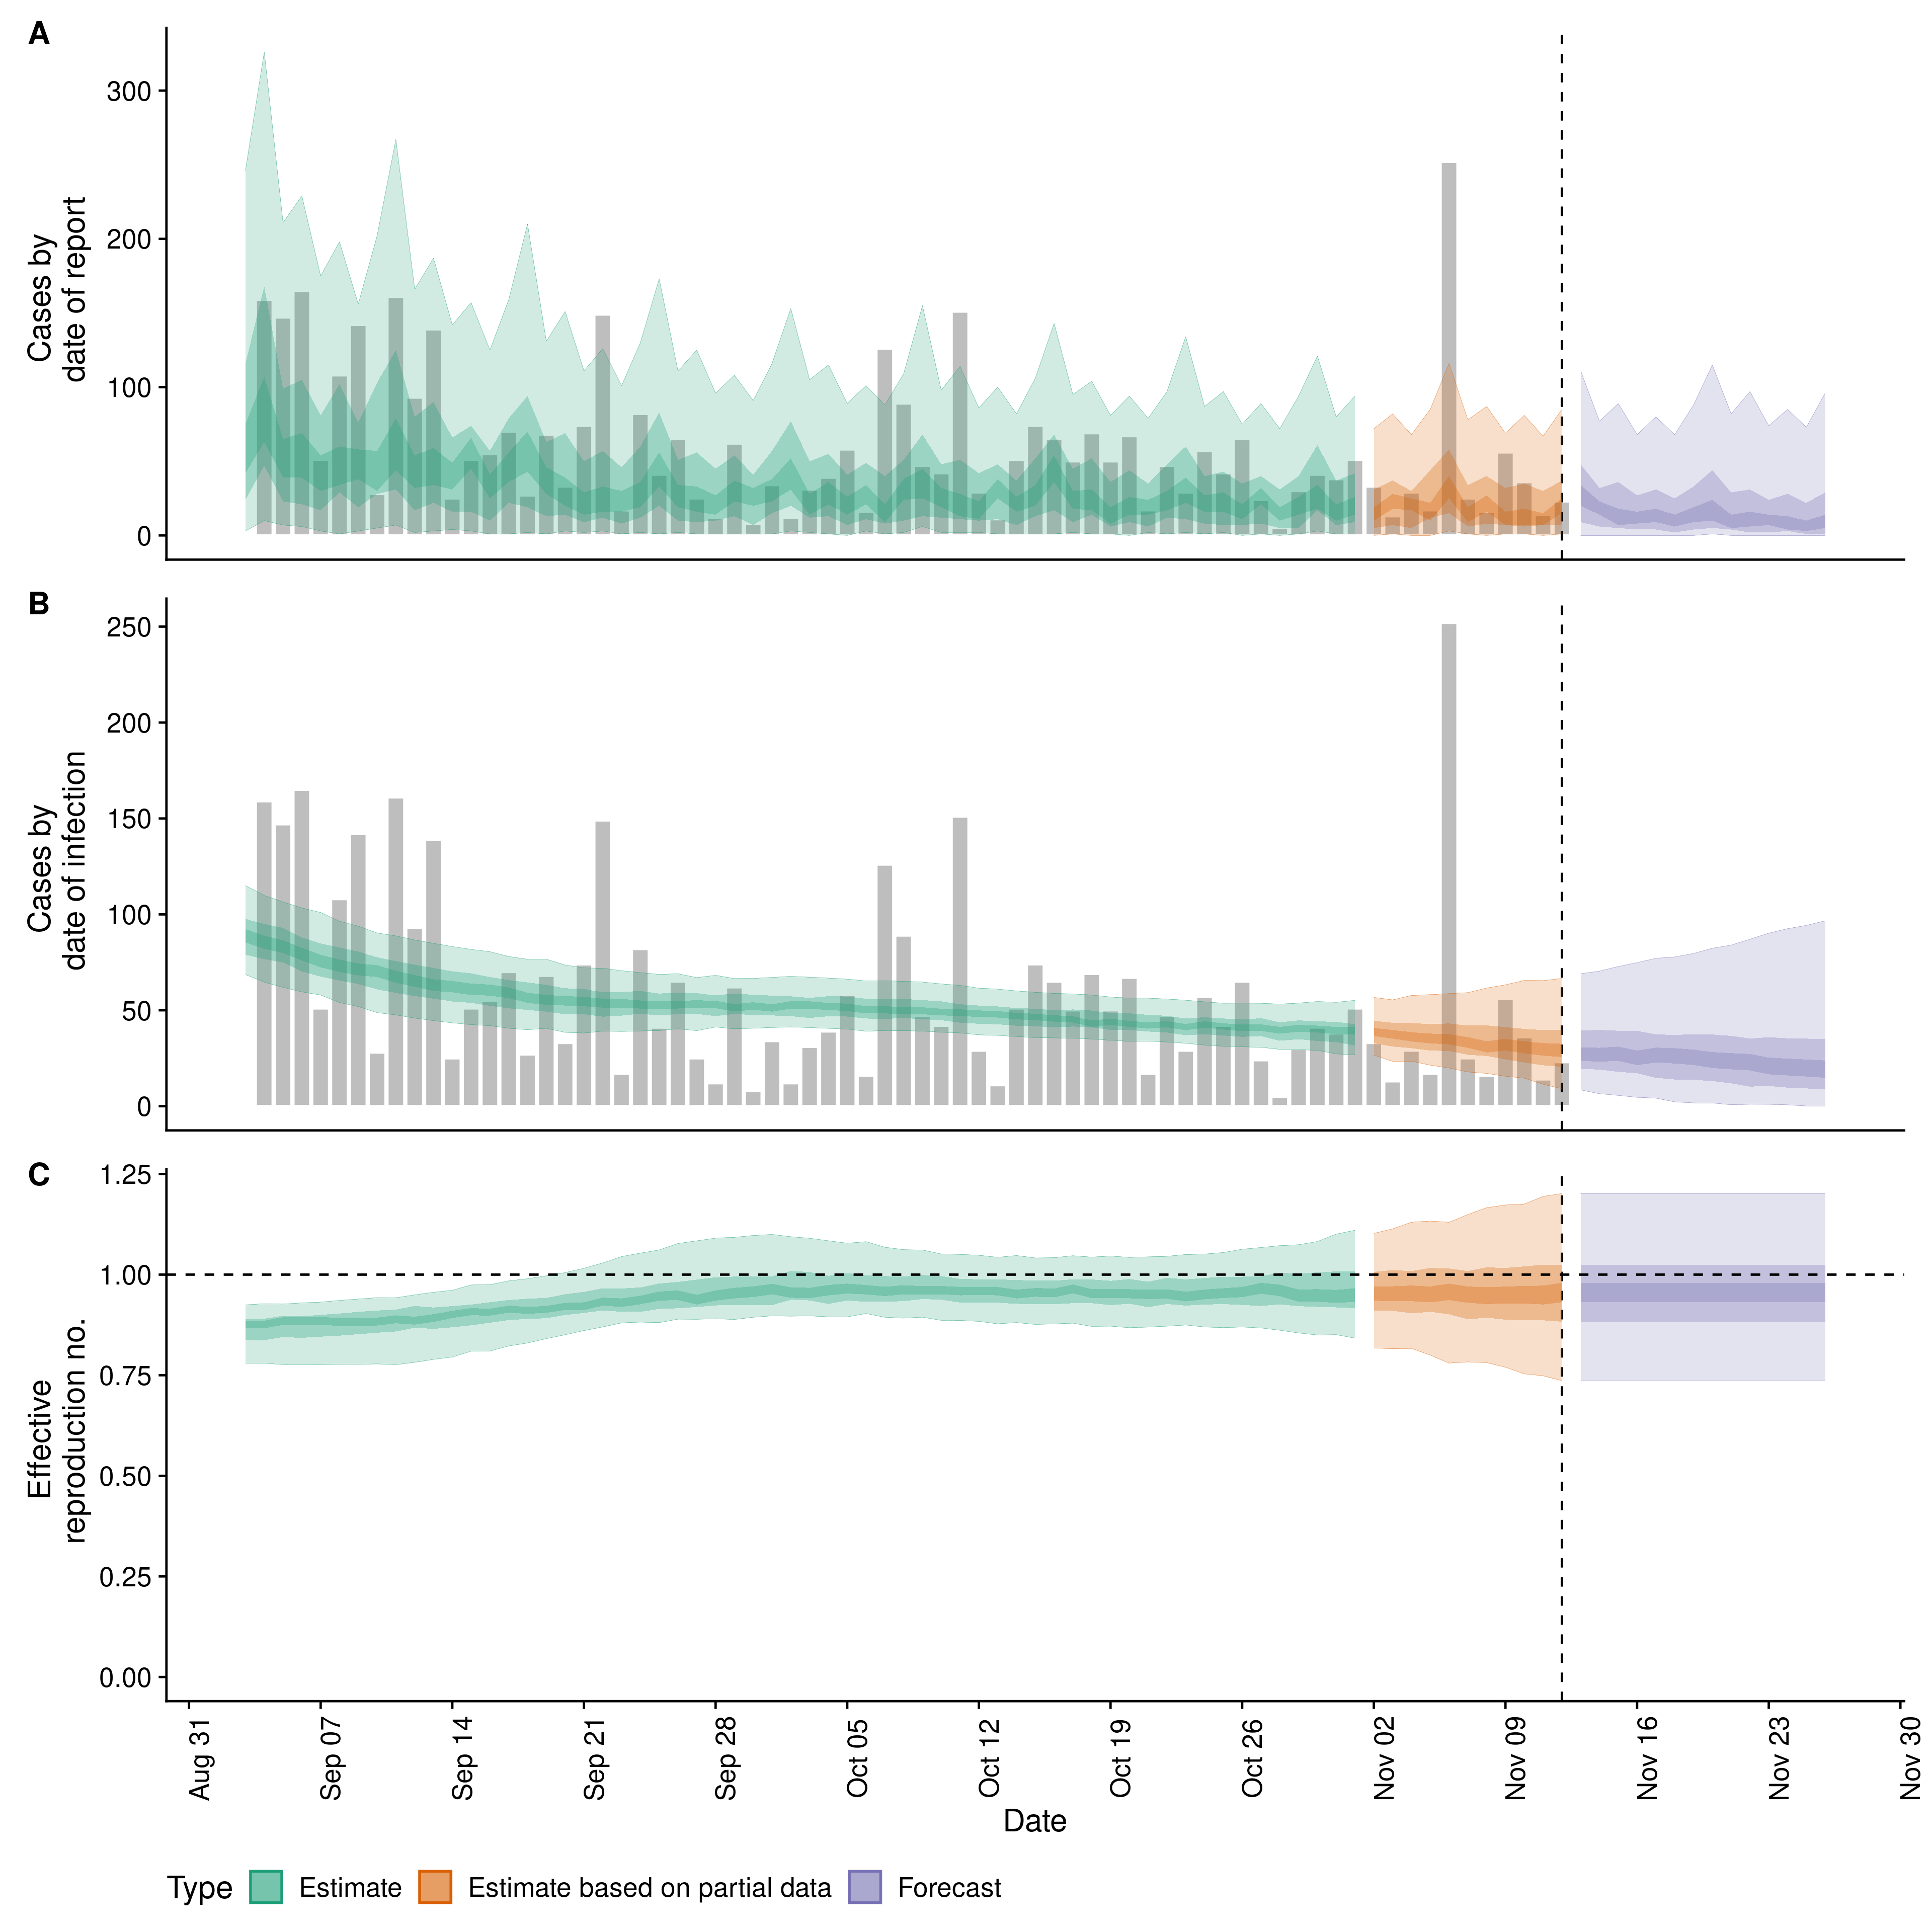 A
Cases by
date of report
300
200
100
0
B
Cases by
date of infection
250
200
150
100
50
0
C
Effective
reproduction no.
1.25
1.00
0.75
0.50
0.25
0.00
Aug 31
Sep 07
Sep 14
Sep 21
Sep 28
Oct 05
Oct 12
Oct 19
Oct 26
Nov 02
Nov 09
Nov 16
Nov 23
Nov 30
Date
Type Estimate Estimate based on partial data Forecast